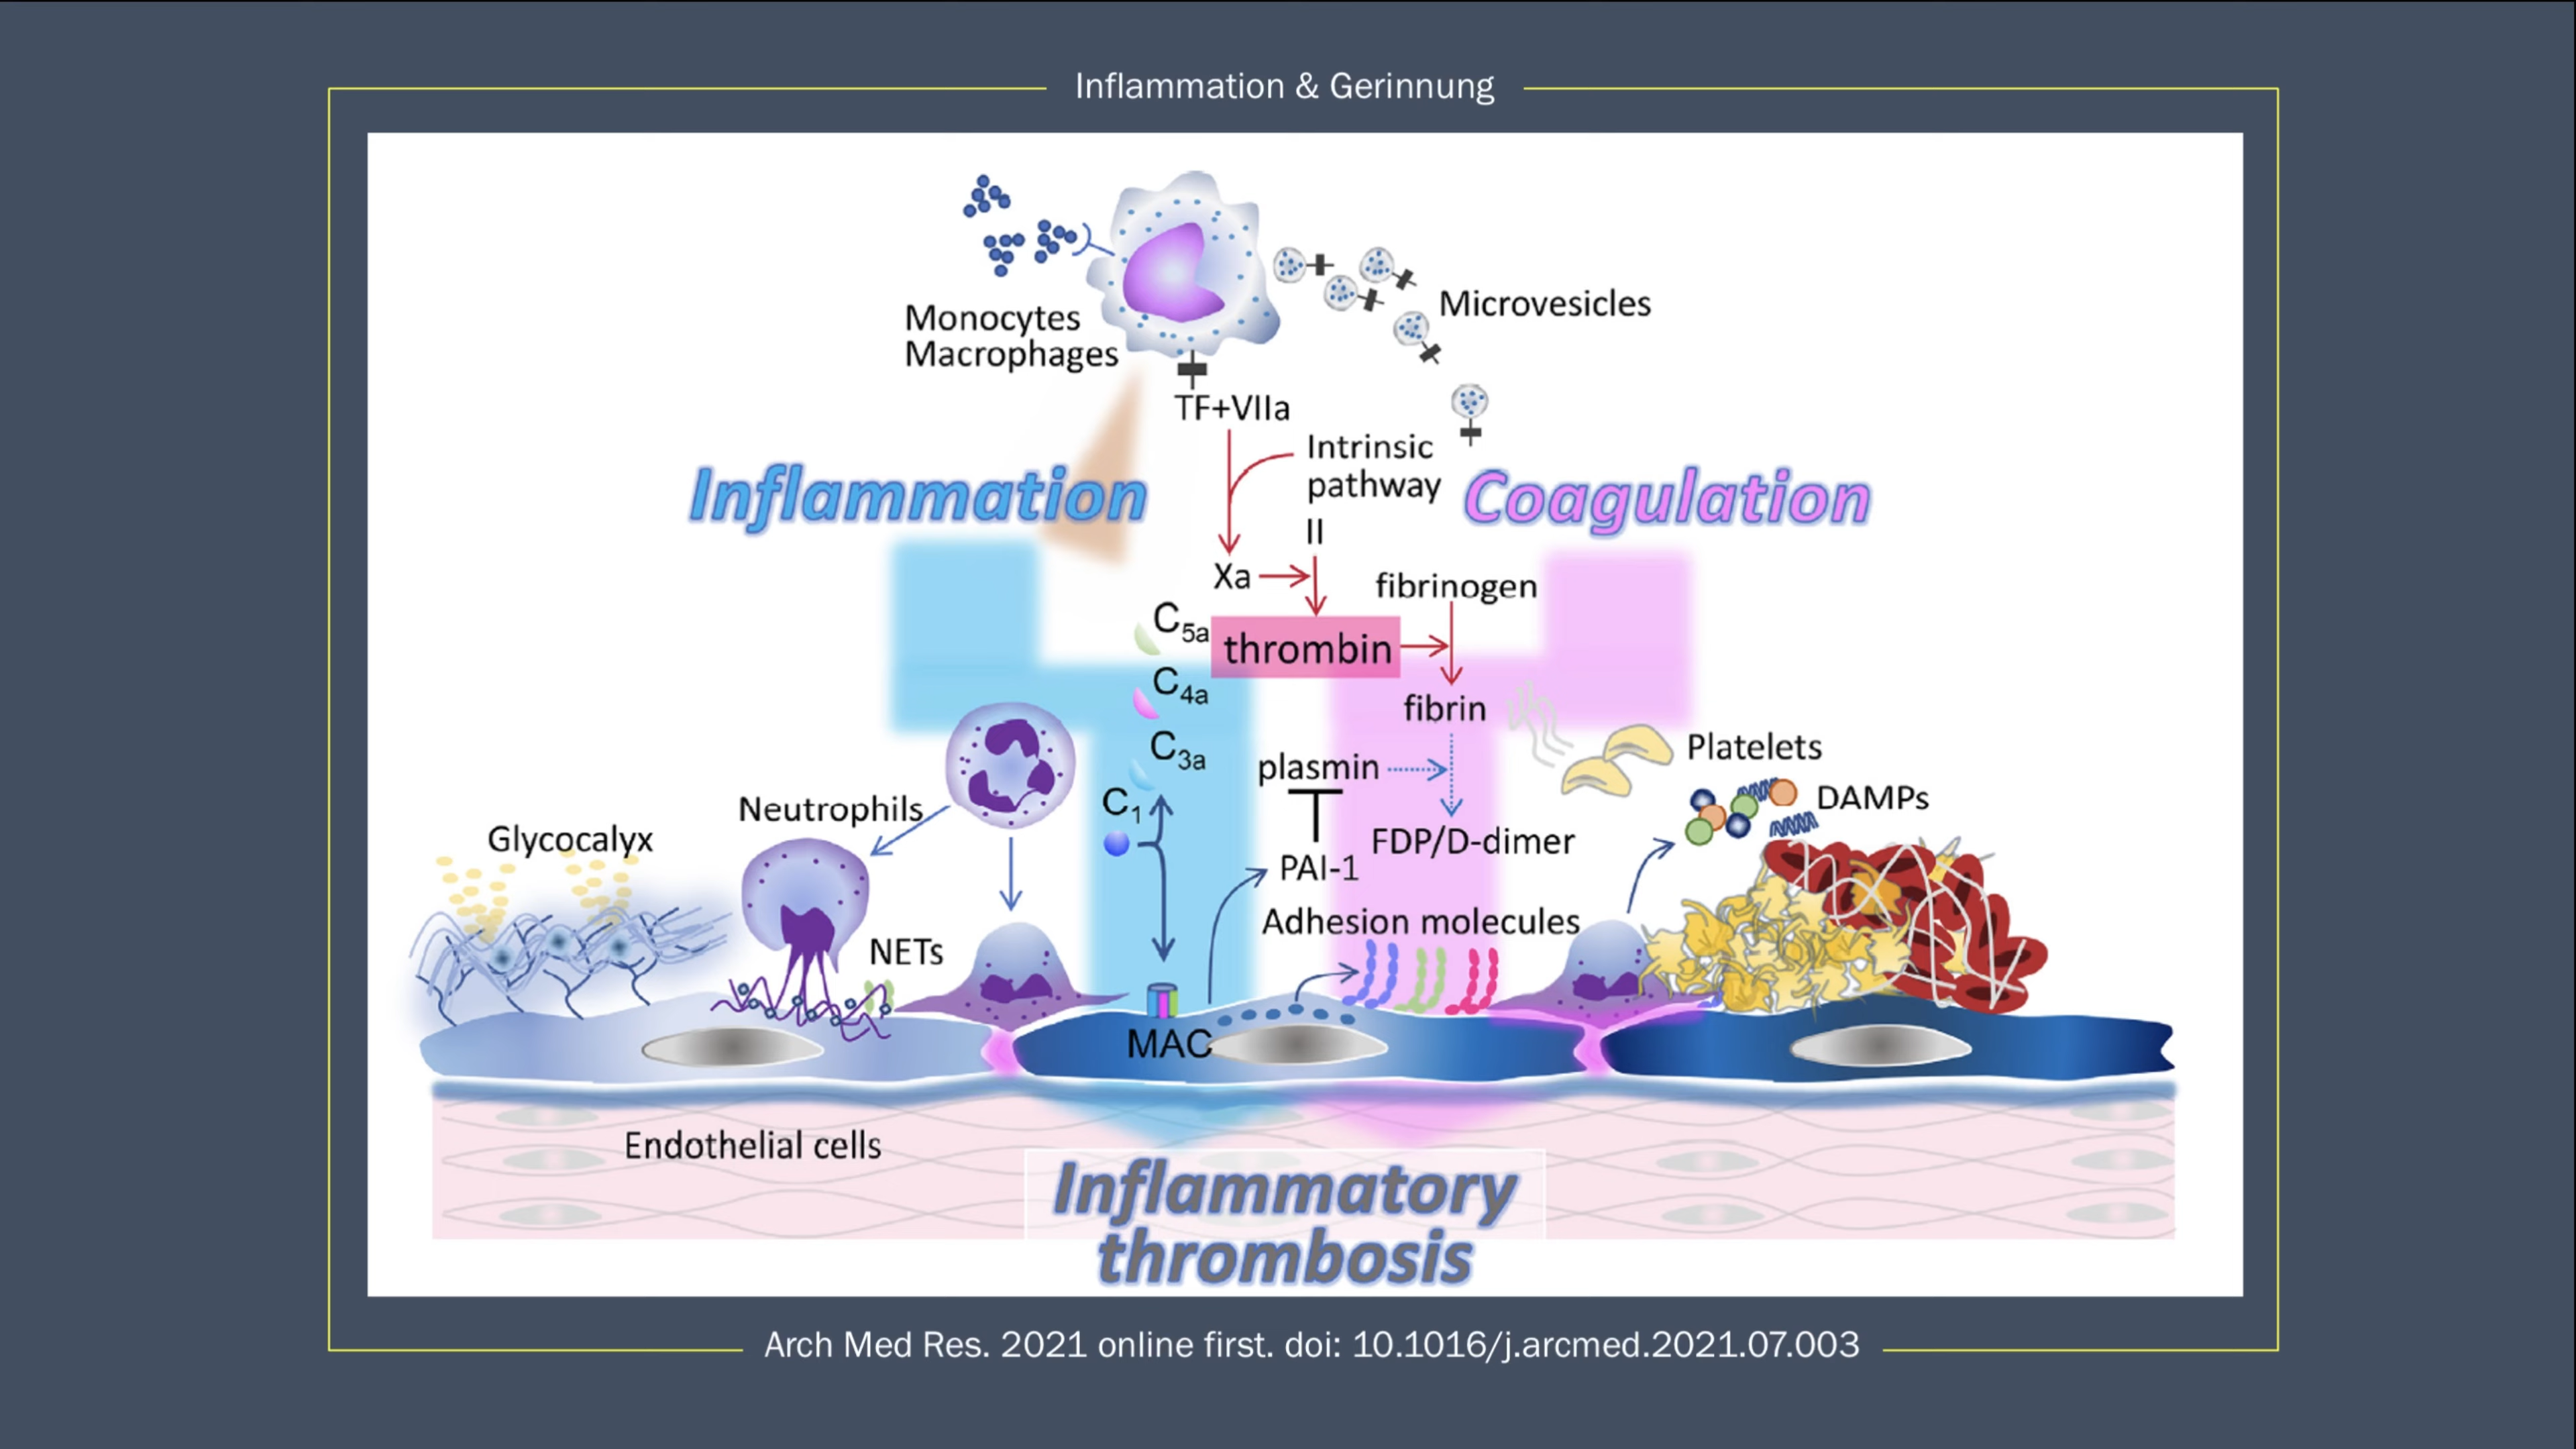 Inflammation & Gerinnung
Monocytes
Macrophages
Microvesicles
TF+VIIa
Intrinsic
pathway
II
Inflammation
Coagulation
Xa
fibrinogen
C5a
thrombin
C4a
fibrin
C3a
plasmin
Platelets
C1
DAMPs
Neutrophils
Glycocalyx
FDP/D-dimer
PAI-1
Adhesion molecules
NETs
MAC
Endothelial cells
Inflammatory
thrombosis
Arch Med Res. 2021 online first. doi: 10.1016/j.arcmed.2021.07.003